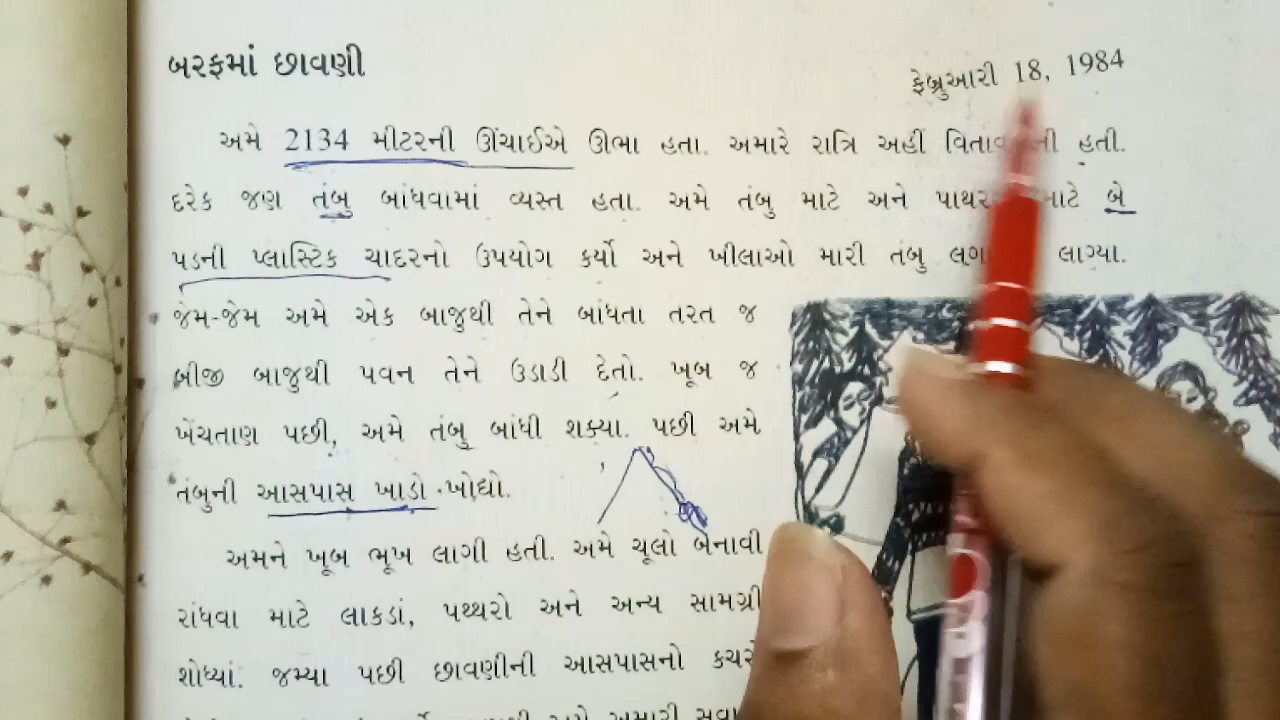 બરફમાં છાવણી
ફેબ્રુઆરી 18, 1984
અમે 2134 મીટરની ઊંચાઈએ ઊભા હતા. અમારે રાત્રિ અહીં હતી.
દરેક જણ તંબુ બાંધવામાં વ્યસ્ત હતા. અમે તંબુ માટે અને માટે બે
પડની પ્લાસ્ટિક ચાદરનો ઉપયોગ કર્યો અને ખીલાઓ મારી તંબુ લાગ્યા.
જેમ-જેમ અમે એક બાજુથી તેને બાંધતા તરત જ
બીજી બાજુથી પવન તેને ઉડાડી દેતો. ખૂબ જ
ખેંચતાણ પછી, અમે તંબુ બાંધી શક્યા. પછી અમે
તંબુની આસપાસ ખાડો ખોદ્યો.
અમને ખૂબ ભૂખ લાગી હતી. અમે ચૂલો બનાવી
રાંધવા માટે લાકડાં, પથ્થરો અને અન્ય સામગ્રી
શોધ્યાં. જમ્યા પછી છાવણીની આસપાસનો